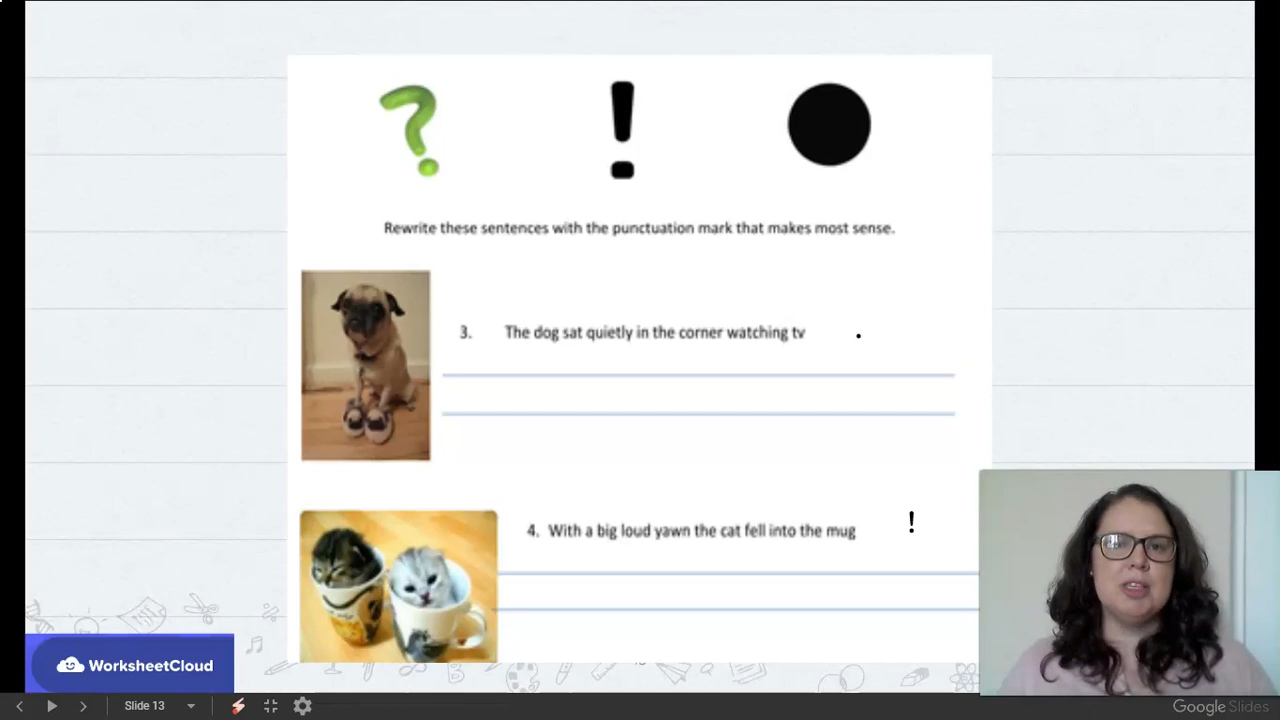 ? ! .
Rewrite these sentences with the punctuation mark that makes most sense.
3. The dog sat quietly in the corner watching tv .
4. With a big loud yawn the cat fell into the mug !
WorksheetCloud
Slide 13
Google Slides